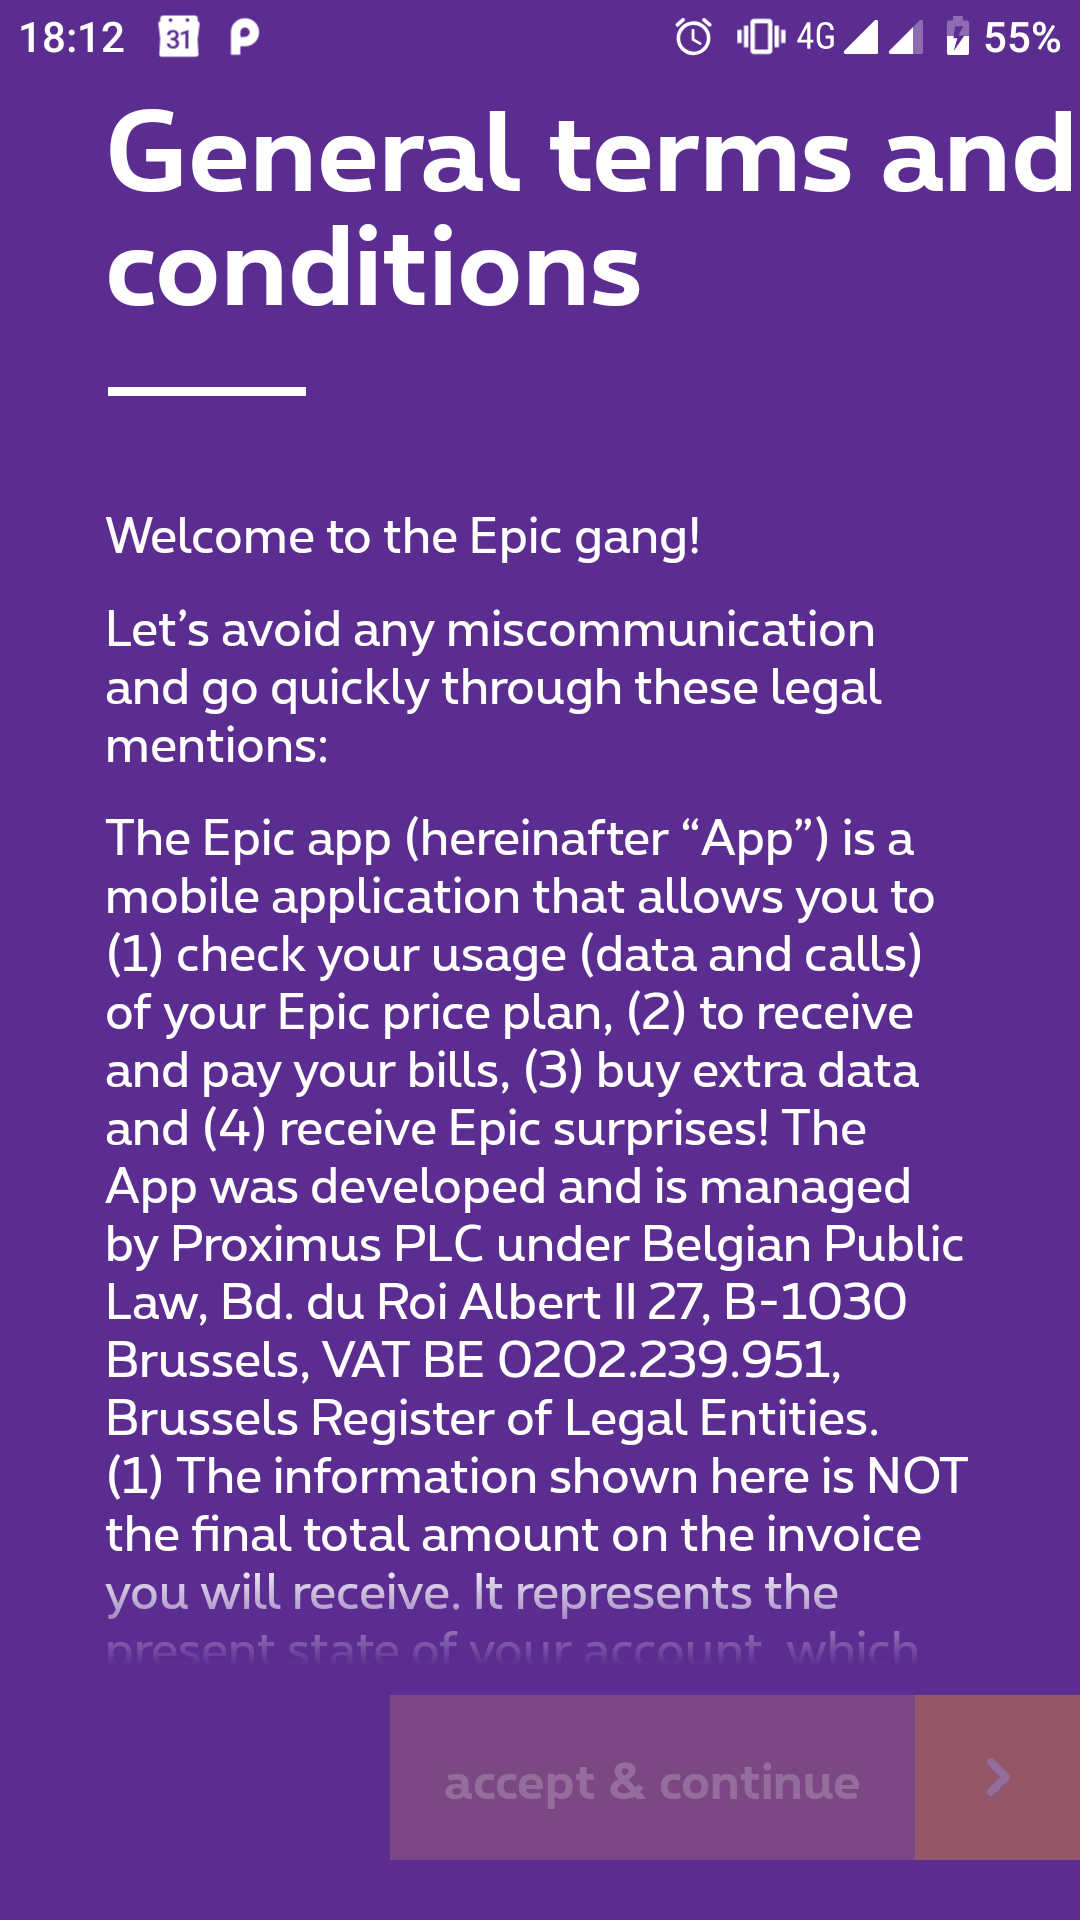 18:12 31 4G 55%
General terms and
conditions
Welcome to the Epic gang!
Let’s avoid any miscommunication
and go quickly through these legal
mentions:
The Epic app (hereinafter “App”) is a
mobile application that allows you to
(1) check your usage (data and calls)
of your Epic price plan, (2) to receive
and pay your bills, (3) buy extra data
and (4) receive Epic surprises! The
App was developed and is managed
by Proximus PLC under Belgian Public
Law, Bd. du Roi Albert II 27, B-1030
Brussels, VAT BE 0202.239.951,
Brussels Register of Legal Entities.
(1) The information shown here is NOT
the final total amount on the invoice
you will receive. It represents the
present state of your account, which
accept & continue